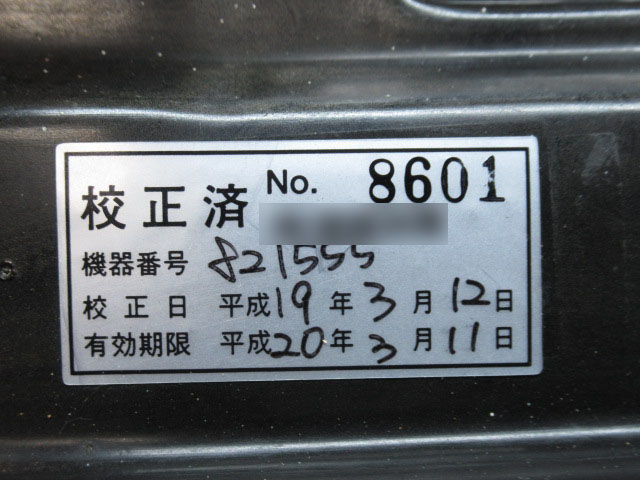 校正済 No. 8601
機器番号 821555
校正日 平成19年3月12日
有効期限 平成20年3月11日